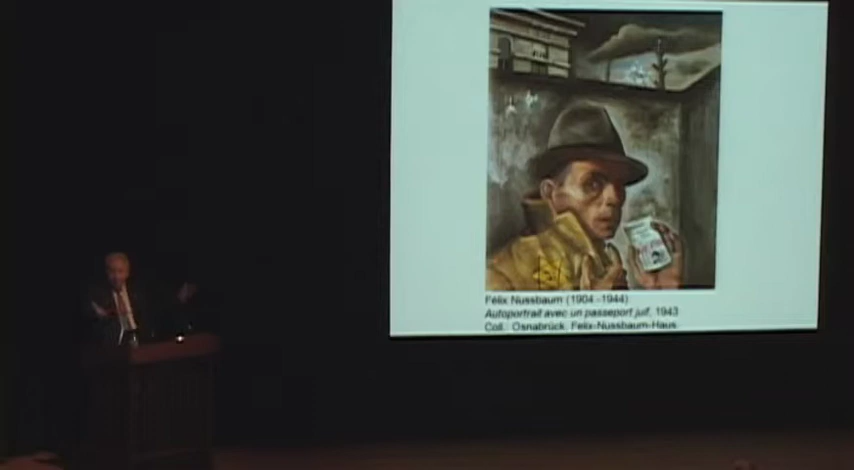 Félix Nussbaum (1904 -1944)
Autoportrait avec un passeport juif, 1943
Coll.: Osnabrück, Felix-Nussbaum-Haus